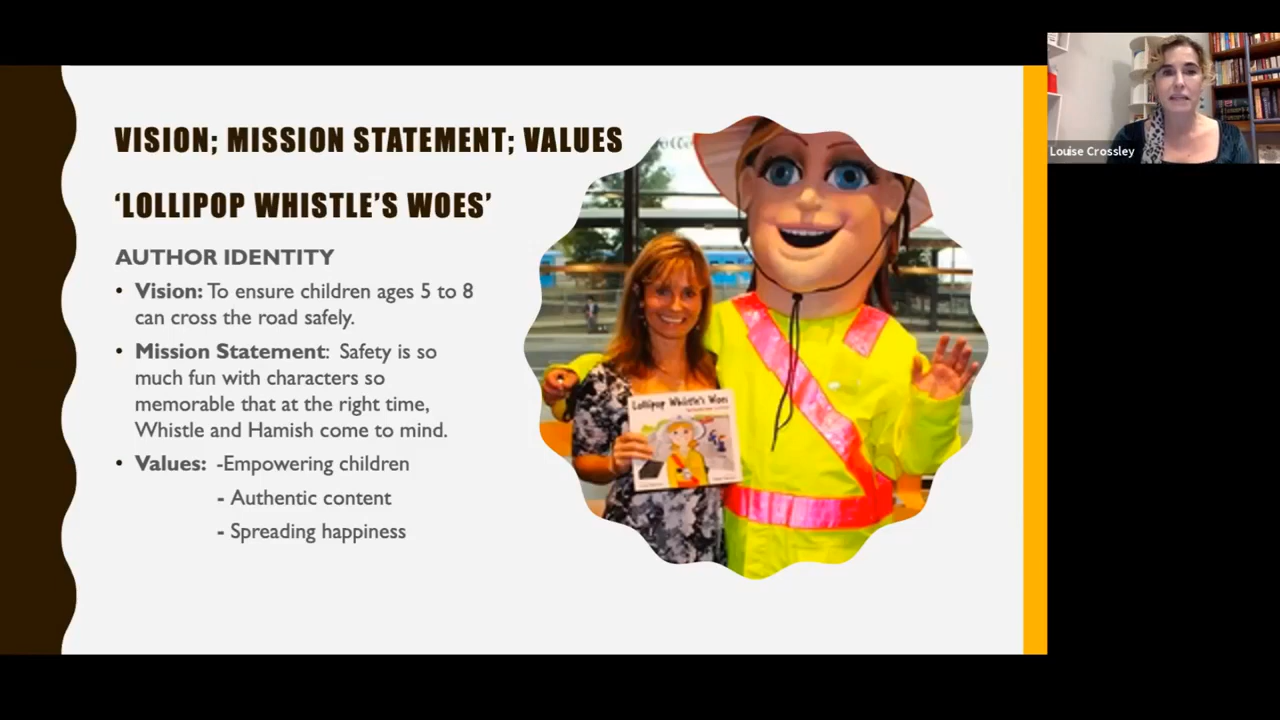 VISION; MISSION STATEMENT; VALUES
‘LOLLIPOP WHISTLE’S WOES’
AUTHOR IDENTITY
• Vision: To ensure children ages 5 to 8
can cross the road safely.
• Mission Statement: Safety is so
much fun with characters so
memorable that at the right time,
Whistle and Hamish come to mind.
• Values: -Empowering children
- Authentic content
- Spreading happiness
Lollipop Whistle's Woes
Louise Crossley